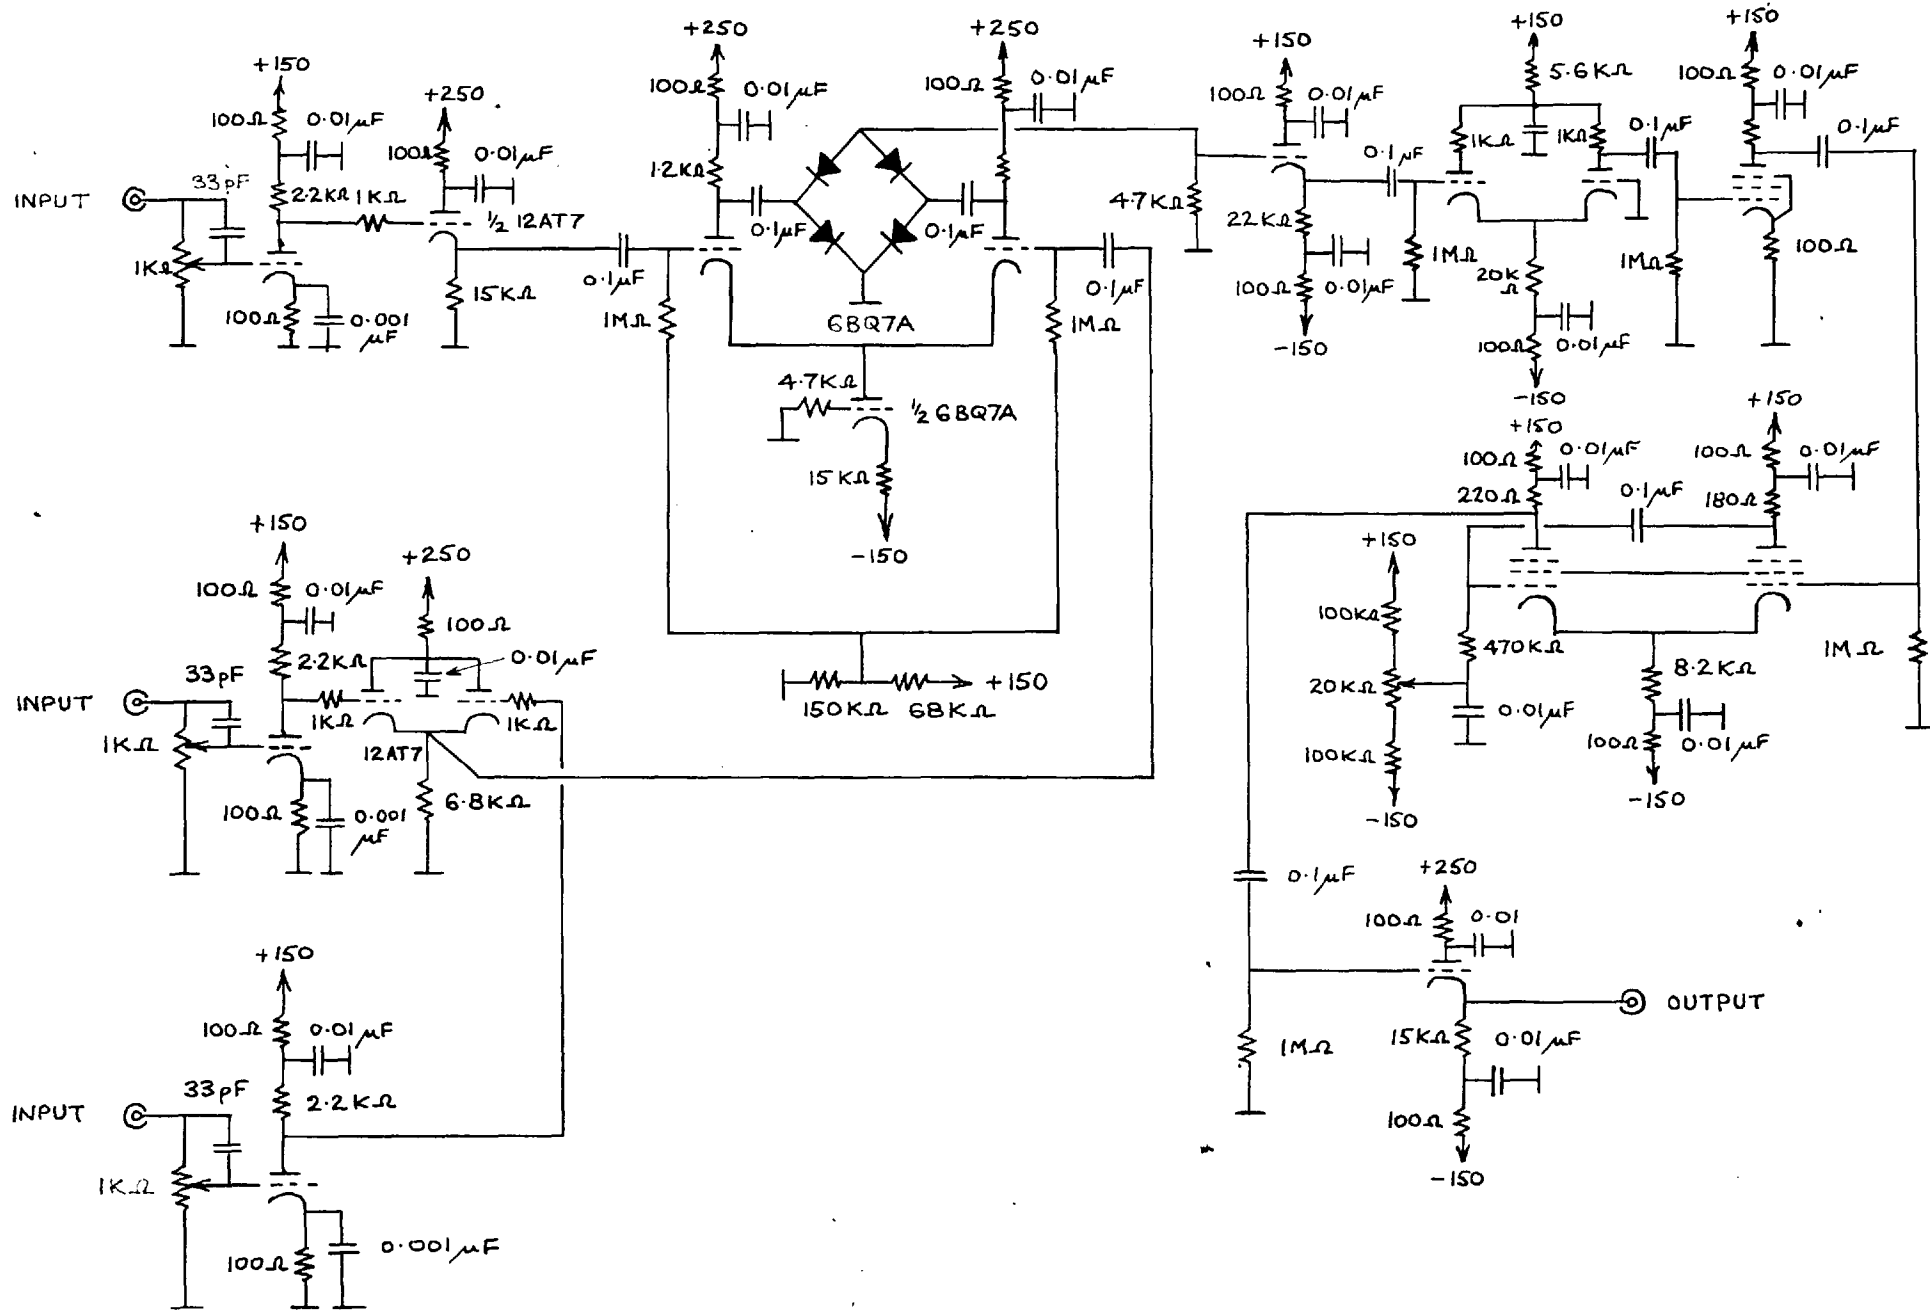 +150
100Ω
0.01μF
+250
100Ω
0.01μF
INPUT
33pF
2.2KΩ
1KΩ
½ 12AT7
1KΩ
100Ω
0.001
μF
15KΩ
0.1μF
1MΩ
+250
100Ω
0.01μF
1.2KΩ
0.1μF
+250
100Ω
0.01μF
0.1μF
0.1μF
1MΩ
6BQ7A
4.7KΩ
½ 6BQ7A
15KΩ
-150
150KΩ
68KΩ
+150
4.7KΩ
+150
100Ω
0.01μF
22KΩ
100Ω
0.01μF
-150
0.1μF
1MΩ
+150
5.6KΩ
1KΩ
1KΩ
0.1μF
20K
Ω
100Ω
0.01μF
-150
1MΩ
+150
100Ω
0.01μF
0.1μF
100Ω
+150
100Ω
0.01μF
220Ω
0.1μF
+150
100Ω
0.01μF
180Ω
+150
100KΩ
20KΩ
100KΩ
-150
470KΩ
0.01μF
8.2KΩ
100Ω
0.01μF
-150
1MΩ
+150
100Ω
0.01μF
+250
100Ω
0.01μF
INPUT
33pF
2.2KΩ
1KΩ
1KΩ
1KΩ
12AT7
100Ω
0.001
μF
6.8KΩ
0.1μF
1MΩ
+250
100Ω
0.01
OUTPUT
15KΩ
0.01μF
100Ω
-150
+150
100Ω
0.01μF
INPUT
33pF
2.2KΩ
1KΩ
100Ω
0.001μF